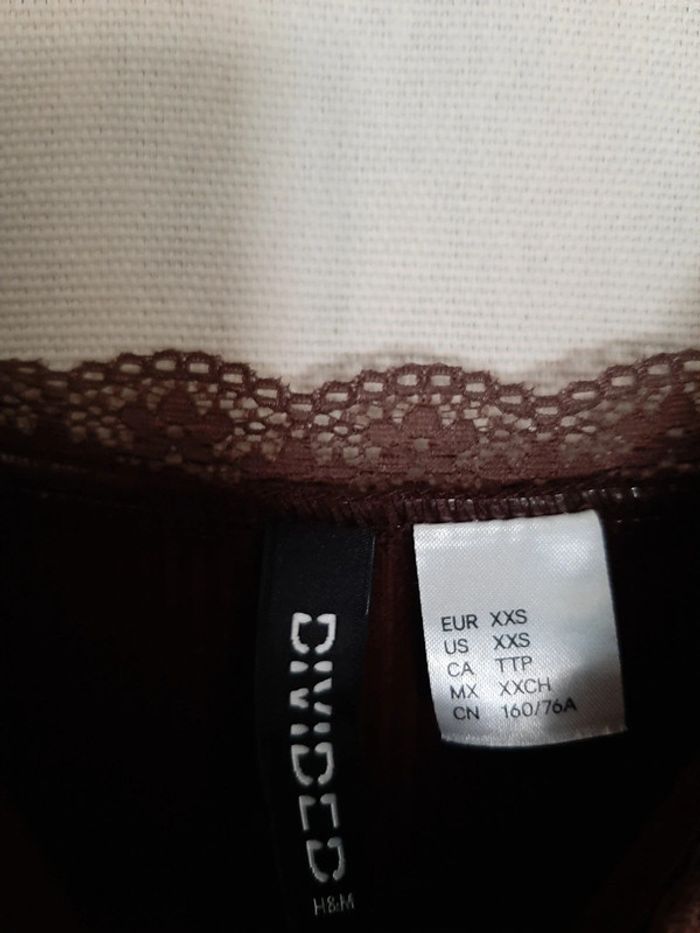 DIVIDED
H&M
EUR XXS
US XXS
CA TTP
MX XXCH
CN 160/76A